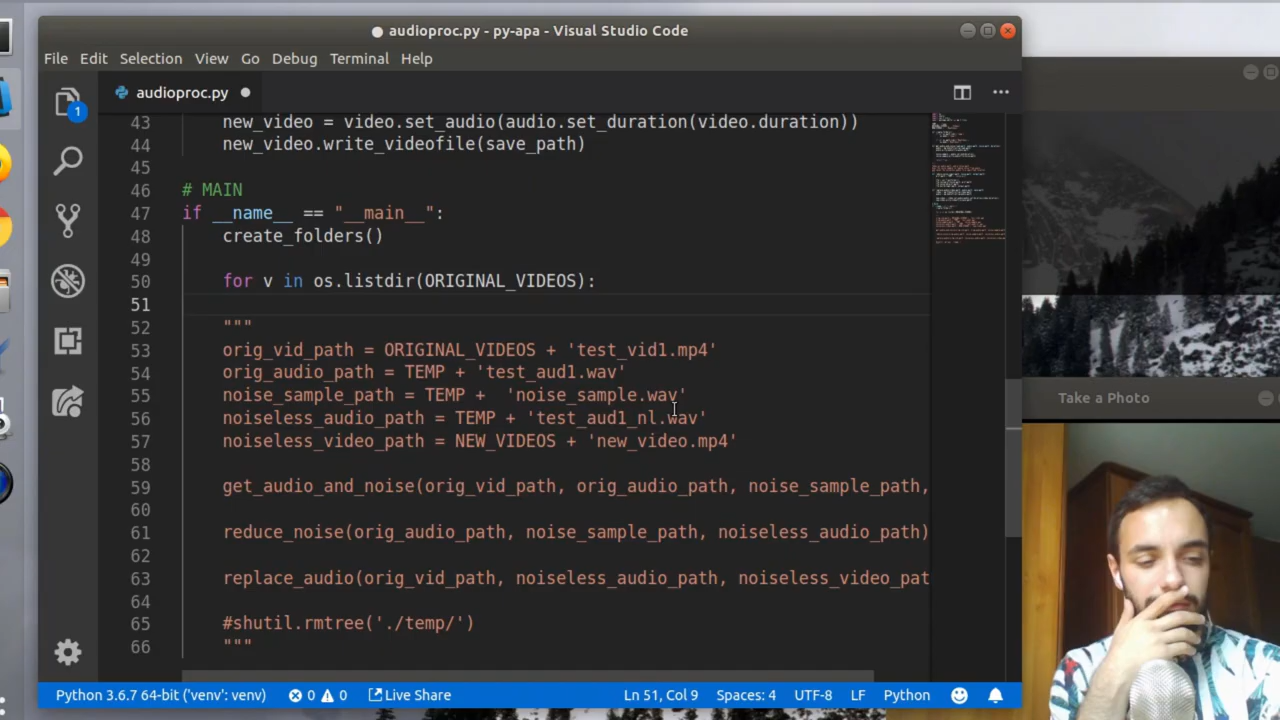 audioproc.py - py-apa - Visual Studio Code
File Edit Selection View Go Debug Terminal Help
audioproc.py
1
43 new_video = video.set_audio(audio.set_duration(video.duration))
44 new_video.write_videofile(save_path)
45
46 # MAIN
47 if __name__ == "__main__":
48 create_folders()
49
50 for v in os.listdir(ORIGINAL_VIDEOS):
51
52 """
53 orig_vid_path = ORIGINAL_VIDEOS + 'test_vid1.mp4'
54 orig_audio_path = TEMP + 'test_aud1.wav'
55 noise_sample_path = TEMP +  'noise_sample.wav'
56 noiseless_audio_path = TEMP + 'test_aud1_nl.wav'
57 noiseless_video_path = NEW_VIDEOS + 'new_video.mp4'
58
59 get_audio_and_noise(orig_vid_path, orig_audio_path, noise_sample_path,
60
61 reduce_noise(orig_audio_path, noise_sample_path, noiseless_audio_path)
62
63 replace_audio(orig_vid_path, noiseless_audio_path, noiseless_video_pat
64
65 #shutil.rmtree('./temp/')
66 """
Take a Photo
Python 3.6.7 64-bit ('venv': venv) 0 0 Live Share Ln 51, Col 9 Spaces: 4 UTF-8 LF Python